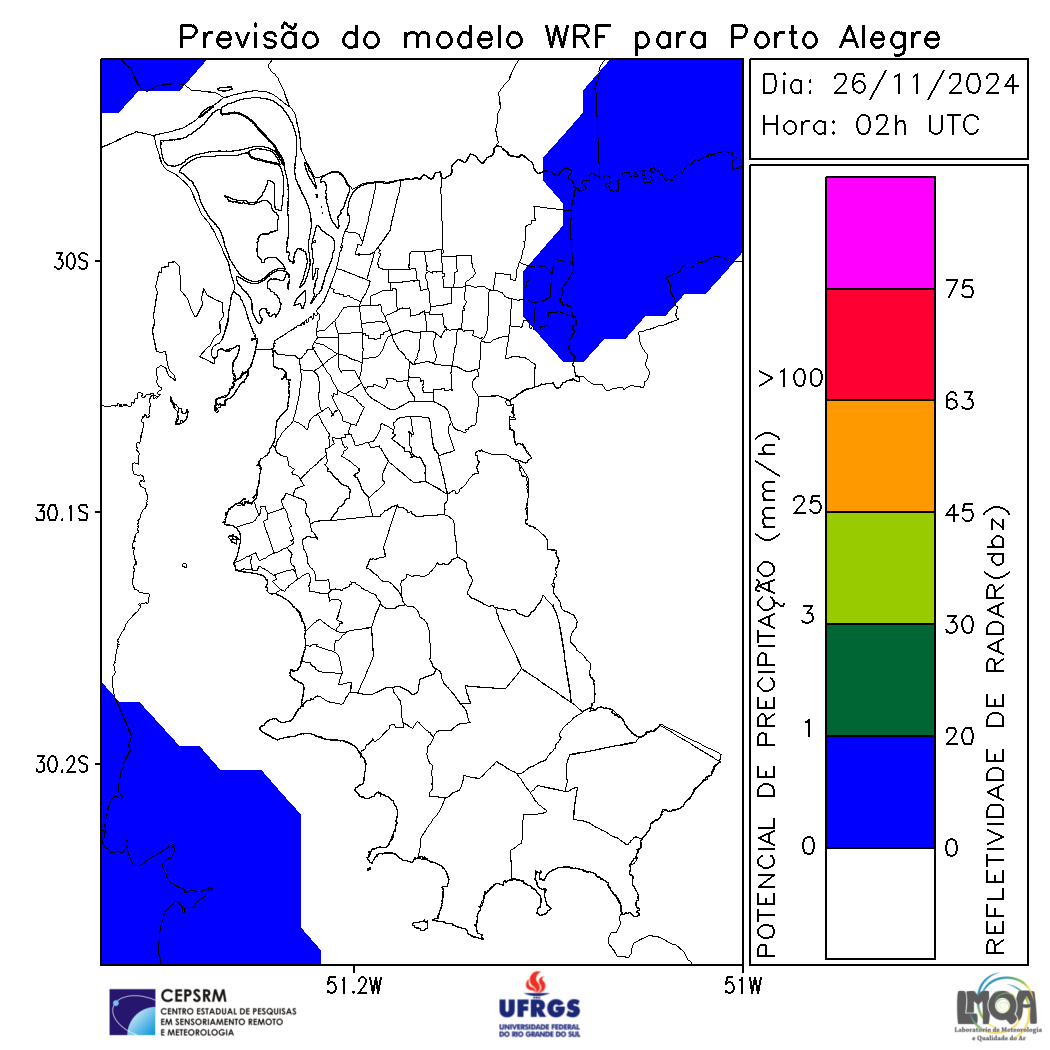 Previsão do modelo WRF para Porto Alegre
Dia: 26/11/2024
Hora: 02h UTC
30S
30.1S
30.2S
51.2W
51W
POTENCIAL DE PRECIPITAÇÃO (mm/h)
>100
25
3
1
0
75
63
45
30
20
0
REFLETIVIDADE DE RADAR(dbz)
CEPSRM
CENTRO ESTADUAL DE PESQUISAS
EM SENSORIAMENTO REMOTO
E METEOROLOGIA
UFRGS
UNIVERSIDADE FEDERAL
DO RIO GRANDE DO SUL
LMQA
Laboratório de Meteorologia
e Qualidade do Ar